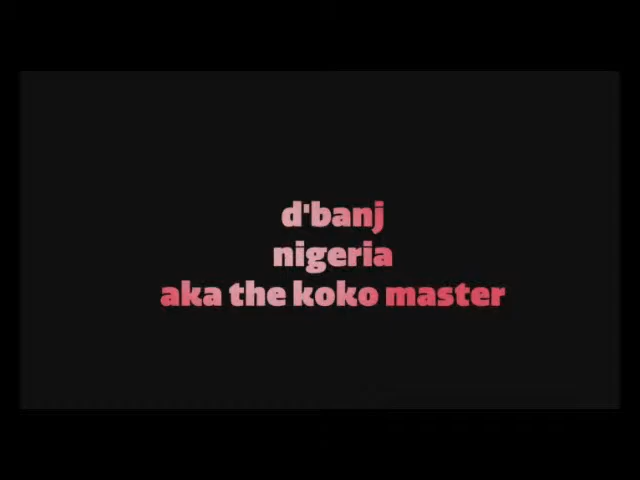 d'banj
nigeria
aka the koko master